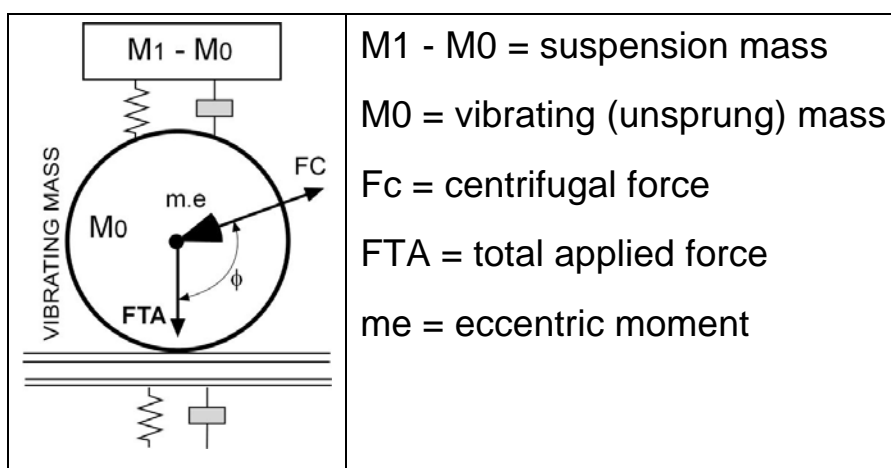 M1 - M0
VIBRATING MASS
M0
m.e
FC
ϕ
FTA
M1 - M0 = suspension mass
M0 = vibrating (unsprung) mass
Fc = centrifugal force
FTA = total applied force
me = eccentric moment